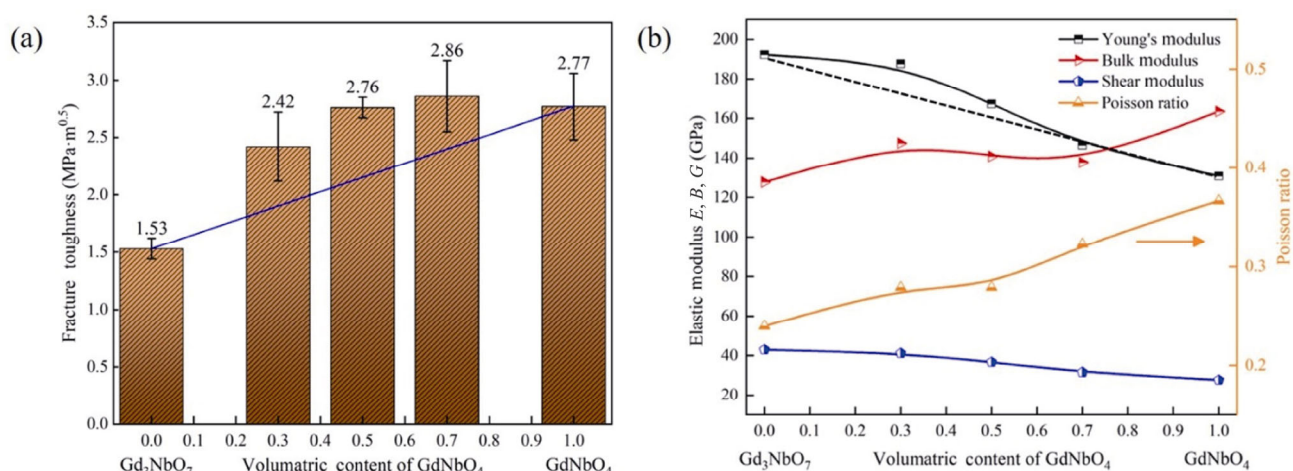 (a)
Fracture toughness (MPa·m^0.5)
3.5
3.0
2.5
2.0
1.5
1.0
0.5
0.0
1.53
2.42
2.76
2.86
2.77
0.0 0.1 0.2 0.3 0.4 0.5 0.6 0.7 0.8 0.9 1.0
Gd₃NbO₇ Volumatric content of GdNbO₄ GdNbO₄
(b)
Elastic modulus E, B, G (GPa)
200
180
160
140
120
100
80
60
40
20
Young's modulus
Bulk modulus
Shear modulus
Poisson ratio
0.5
0.4
0.3
0.2
Poisson ratio
0.0 0.1 0.2 0.3 0.4 0.5 0.6 0.7 0.8 0.9 1.0
Gd₃NbO₇ Volumatric content of GdNbO₄ GdNbO₄